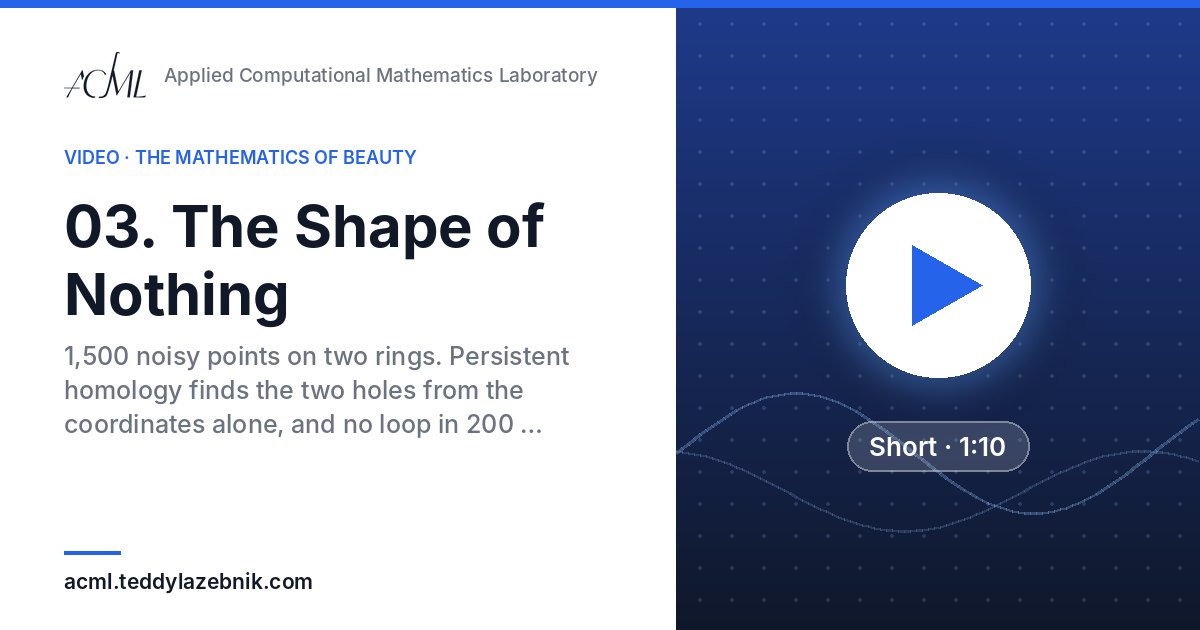 ACML
Applied Computational Mathematics Laboratory
VIDEO · THE MATHEMATICS OF BEAUTY
03. The Shape of
Nothing
1,500 noisy points on two rings. Persistent
homology finds the two holes from the
coordinates alone, and no loop in 200 ...
Short · 1:10
acml.teddylazebnik.com